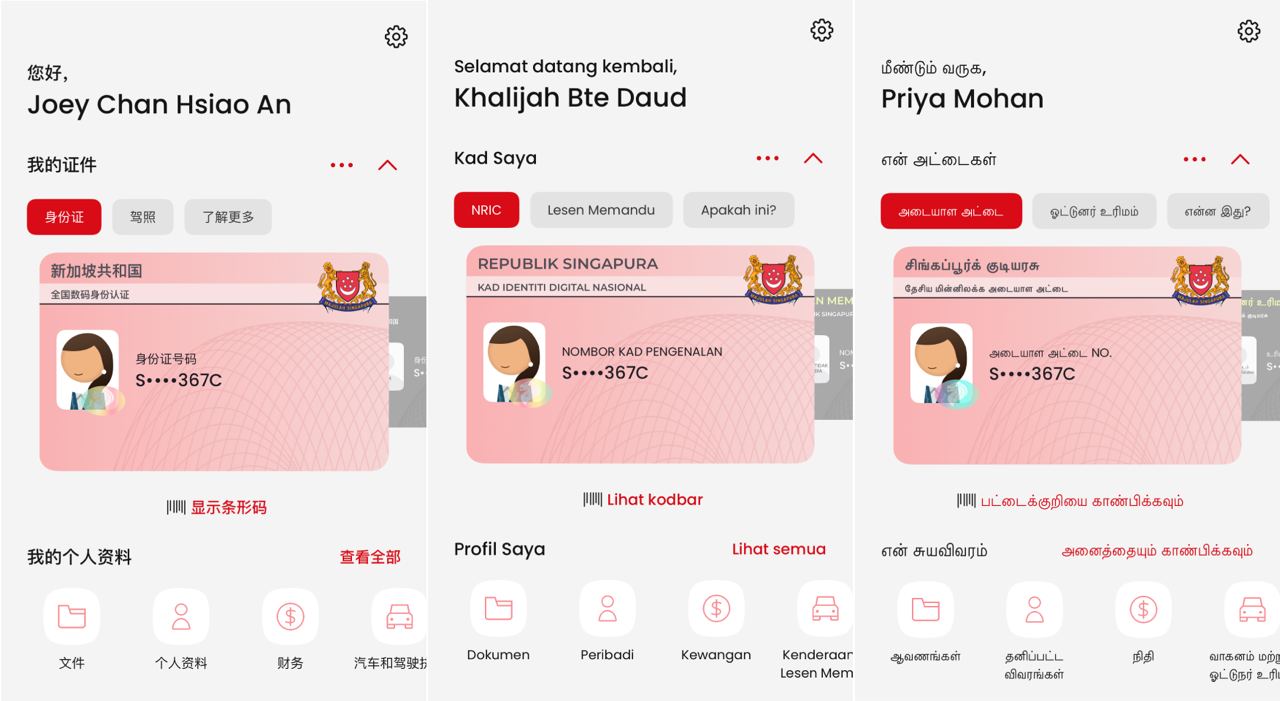 您好,
Joey Chan Hsiao An
我的证件
身份证
驾照
了解更多
新加坡共和国
全国数码身份认证
身份证号码
S••••367C
显示条形码
我的个人资料
查看全部
文件
个人资料
财务
汽车和驾驶
Selamat datang kembali,
Khalijah Bte Daud
Kad Saya
NRIC
Lesen Memandu
Apakah ini?
REPUBLIK SINGAPURA
KAD IDENTITI DIGITAL NASIONAL
NOMBOR KAD PENGENALAN
S••••367C
Lihat kodbar
Profil Saya
Lihat semua
Dokumen
Peribadi
Kewangan
Kenderaan
Lesen Mem
மீண்டும் வருக,
Priya Mohan
என் அட்டைகள்
அடையாள அட்டை
ஓட்டுனர் உரிமம்
என்ன இது?
சிங்கப்பூர்க் குடியரசு
தேசிய மின்னிலக்க அடையாள அட்டை
அடையாள அட்டை NO.
S••••367C
பட்டைக்குறியை காண்பிக்கவும்
என் சுயவிவரம்
அனைத்தையும் காண்பிக்கவும்
ஆவணங்கள்
தனிப்பட்ட
விவரங்கள்
நிதி
வாகனம் மற்று
ஓட்டுநர் உரிம